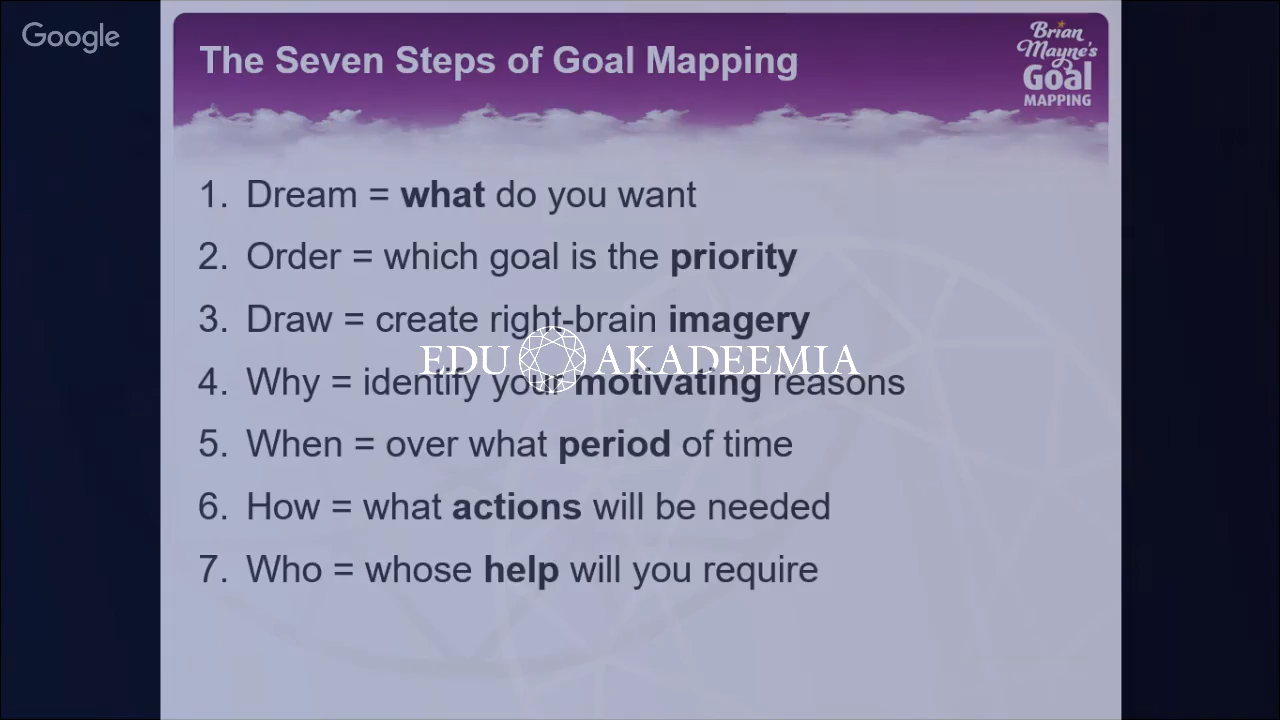 Google
The Seven Steps of Goal Mapping
Brian
Mayne's
Goal
MAPPING
1. Dream = what do you want
2. Order = which goal is the priority
3. Draw = create right-brain imagery
EDU AKADEEMIA
4. Why = identify your motivating reasons
5. When = over what period of time
6. How = what actions will be needed
7. Who = whose help will you require